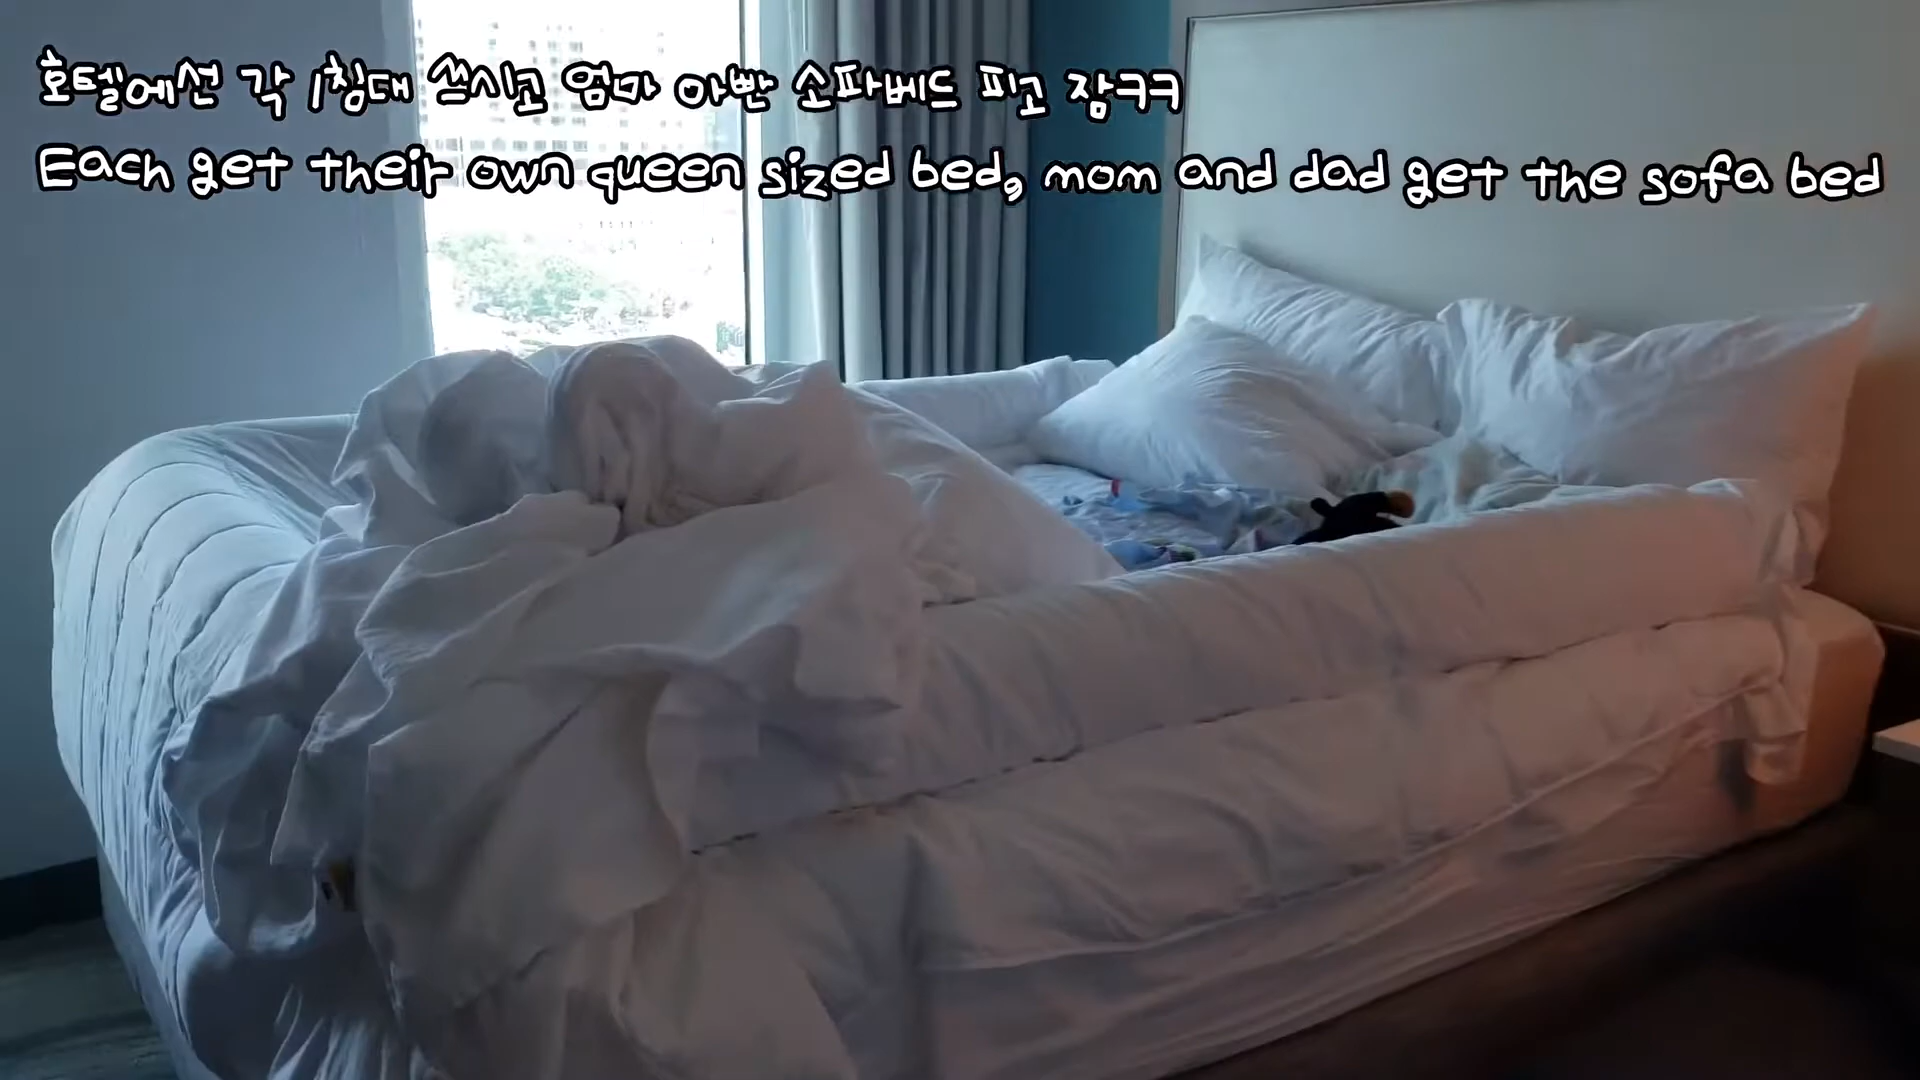 호텔에선 각 1침대 쓰시고 엄마 아빤 소파베드 피고 잠ㅋㅋ
Each get their own queen sized bed, mom and dad get the sofa bed